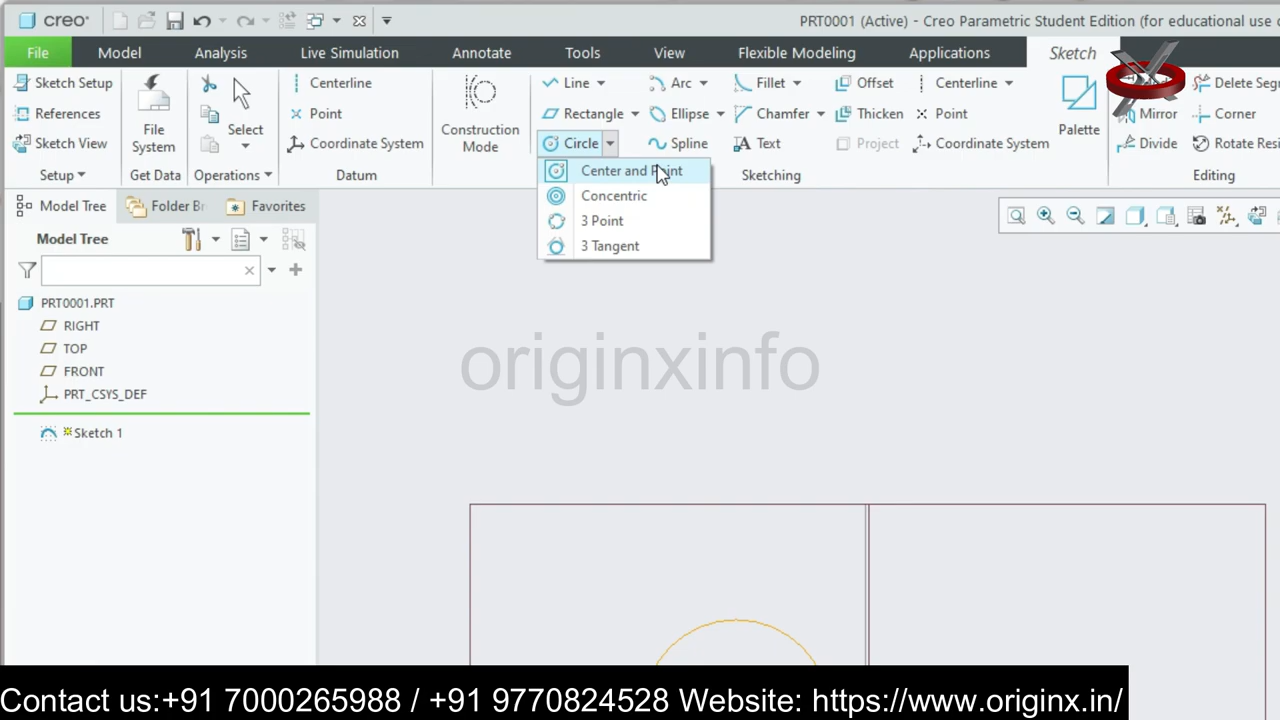 creo
PRT0001 (Active) - Creo Parametric Student Edition (for educational use o
File Model Analysis Live Simulation Annotate Tools View Flexible Modeling Applications Sketch
Sketch Setup
References
Sketch View
Setup
File System
Get Data
Select
Operations
Centerline
Point
Coordinate System
Datum
Construction Mode
Line Arc Fillet Offset Centerline
Rectangle Ellipse Chamfer Thicken Point
Circle Spline Text Project Coordinate System
Sketching
Palette
Delete Seg
Mirror Corner
Divide Rotate Resi
Editing
Center and Point
Concentric
3 Point
3 Tangent
Model Tree Folder Br Favorites
Model Tree
PRT0001.PRT
RIGHT
TOP
FRONT
PRT_CSYS_DEF
Sketch 1
originxinfo
Contact us:+91 7000265988 / +91 9770824528 Website: https://www.originx.in/